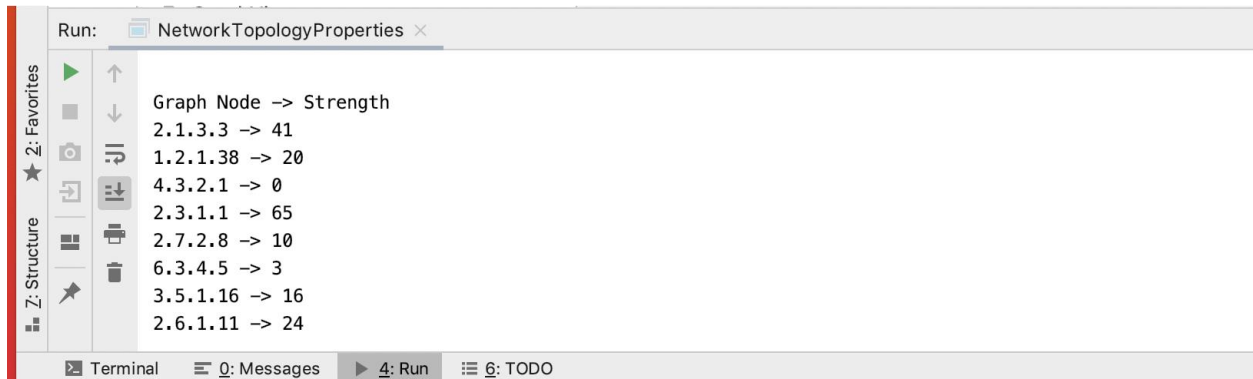 Run: NetworkTopologyProperties
2: Favorites
Z: Structure
Graph Node -> Strength
2.1.3.3 -> 41
1.2.1.38 -> 20
4.3.2.1 -> 0
2.3.1.1 -> 65
2.7.2.8 -> 10
6.3.4.5 -> 3
3.5.1.16 -> 16
2.6.1.11 -> 24
Terminal 0: Messages 4: Run 6: TODO